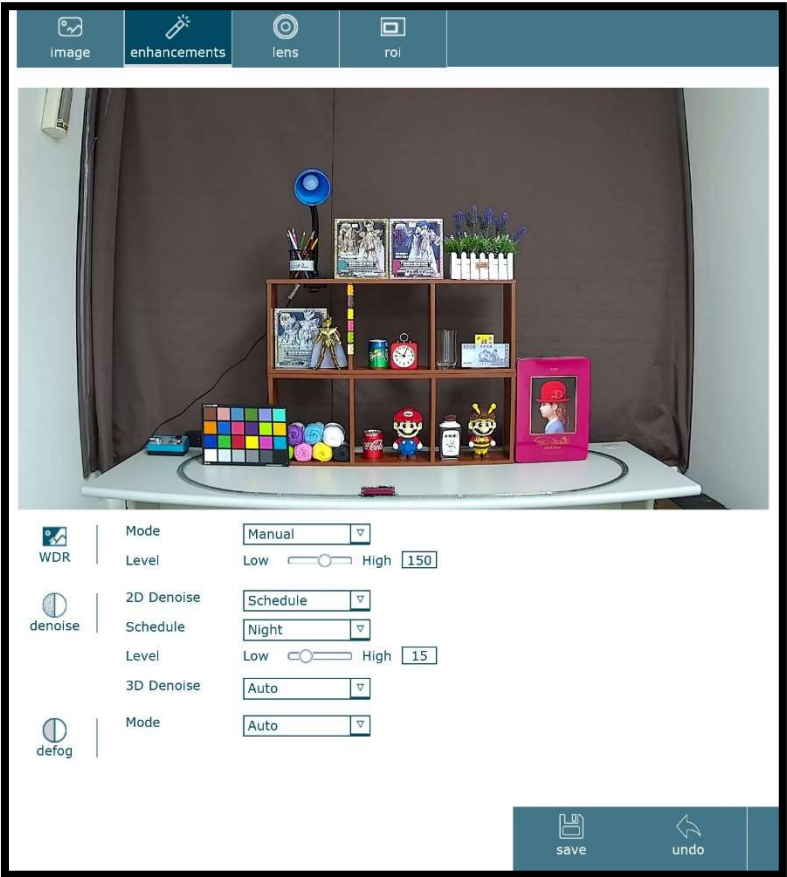 image
enhancements
lens
roi
WDR
Mode
Manual
Level
Low
High
150
denoise
2D Denoise
Schedule
Schedule
Night
Level
Low
High
15
3D Denoise
Auto
defog
Mode
Auto
save
undo